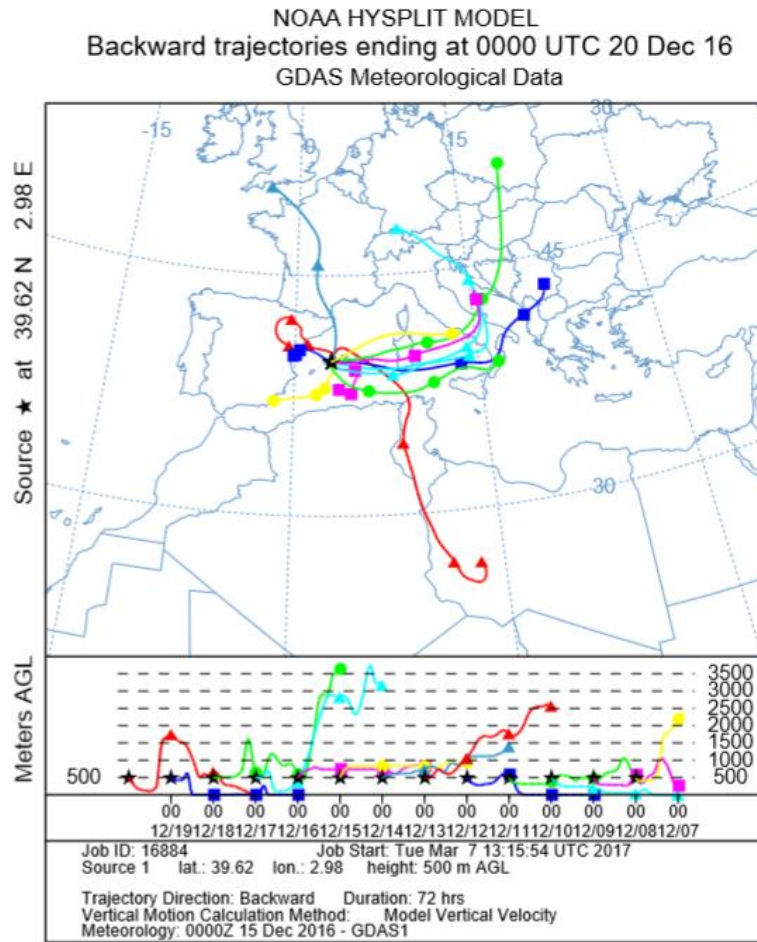 NOAA HYSPLIT MODEL
Backward trajectories ending at 0000 UTC 20 Dec 16
GDAS Meteorological Data
-15
0
15
30
45
30
Source ★ at 39.62 N 2.98 E
Meters AGL
3500
3000
2500
2000
1500
1000
500
500
00 00 00 00 00 00 00 00 00 00 00 00 00
12/19 12/18 12/17 12/16 12/15 12/14 12/13 12/12 12/11 12/10 12/09 12/08 12/07
Job ID: 16884 Job Start: Tue Mar 7 13:15:54 UTC 2017
Source 1 lat.: 39.62 lon.: 2.98 height: 500 m AGL
Trajectory Direction: Backward Duration: 72 hrs
Vertical Motion Calculation Method: Model Vertical Velocity
Meteorology: 0000Z 15 Dec 2016 - GDAS1